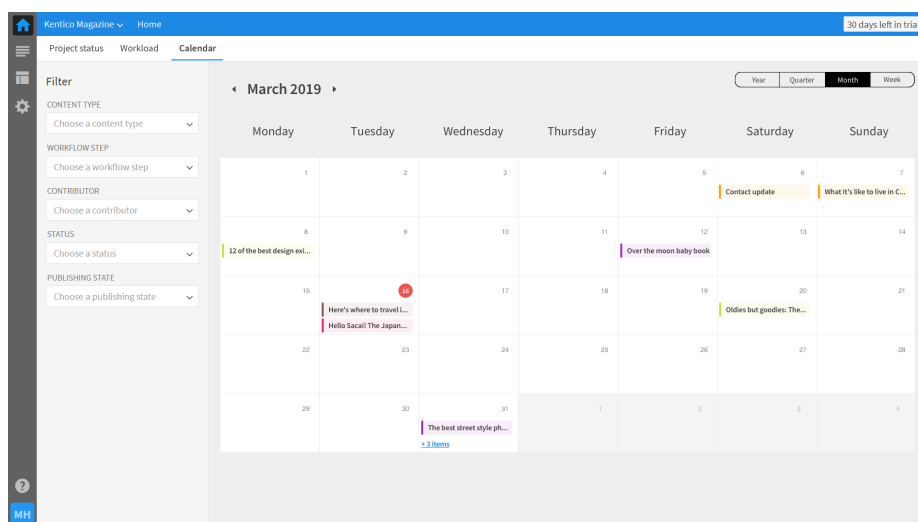 Kentico Magazine Home 30 days left in tria
Project status Workload Calendar
Filter
CONTENT TYPE
Choose a content type
WORKFLOW STEP
Choose a workflow step
CONTRIBUTOR
Choose a contributor
STATUS
Choose a status
PUBLISHING STATE
Choose a publishing state
March 2019
Year Quarter Month Week
Monday Tuesday Wednesday Thursday Friday Saturday Sunday
1 2 3 4 5 6 7
Contact update What it's like to live in C...
8 9 10 11 12 13 14
12 of the best design exi... Over the moon baby book
15 16 17 18 19 20 21
Here's where to travel i... Oldies but goodies: The...
Hello Sacai! The Japan...
22 23 24 25 26 27 28
29 30 31 1 2 3 4
The best street style ph...
+ 3 items
?
MH